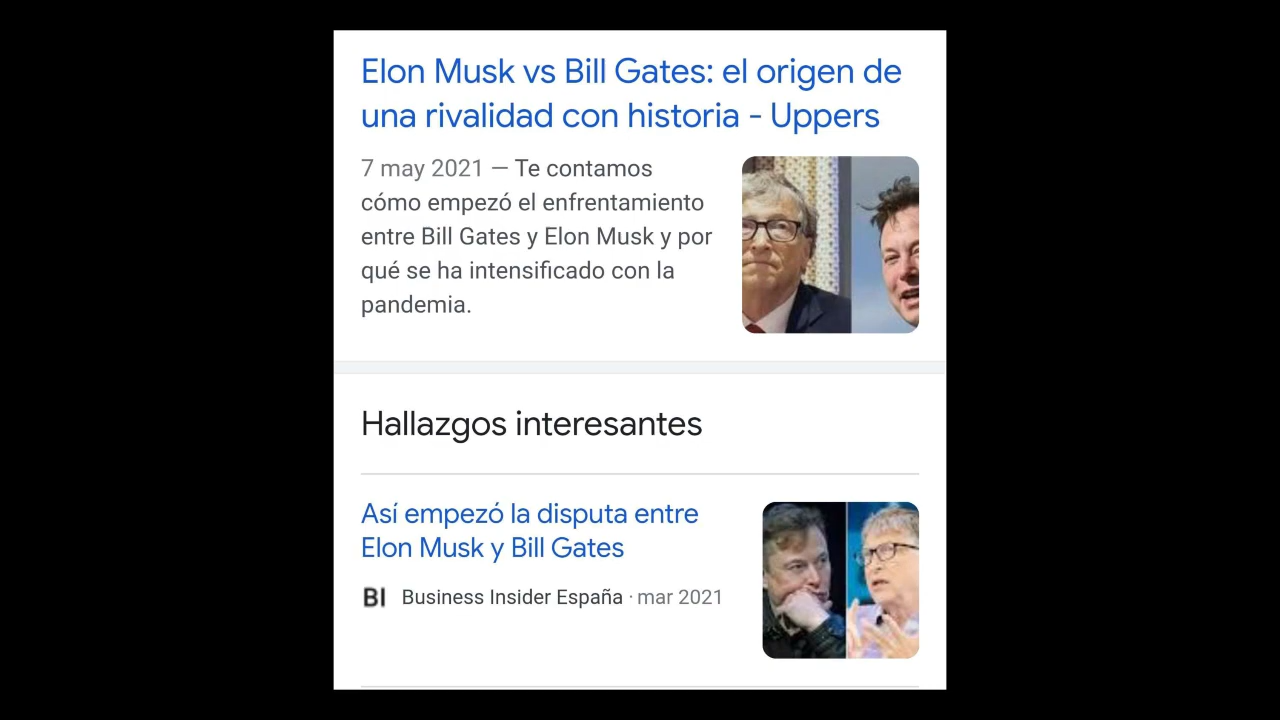 Elon Musk vs Bill Gates: el origen de
una rivalidad con historia - Uppers
7 may 2021 — Te contamos
cómo empezó el enfrentamiento
entre Bill Gates y Elon Musk y por
qué se ha intensificado con la
pandemia.
Hallazgos interesantes
Así empezó la disputa entre
Elon Musk y Bill Gates
BI Business Insider España · mar 2021